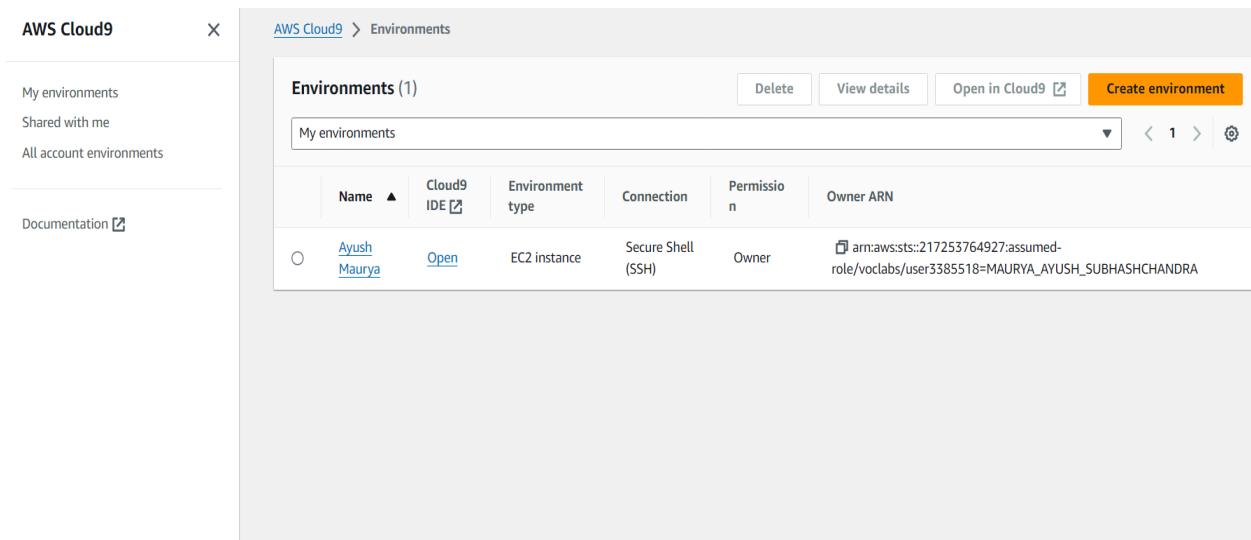 AWS Cloud9
My environments
Shared with me
All account environments
Documentation
AWS Cloud9 > Environments
Environments (1)
Delete
View details
Open in Cloud9
Create environment
My environments
1
Name
Cloud9
IDE
Environment
type
Connection
Permissio
n
Owner ARN
Ayush
Maurya
Open
EC2 instance
Secure Shell
(SSH)
Owner
arn:aws:sts::217253764927:assumed-
role/voclabs/user3385518=MAURYA_AYUSH_SUBHASHCHANDRA